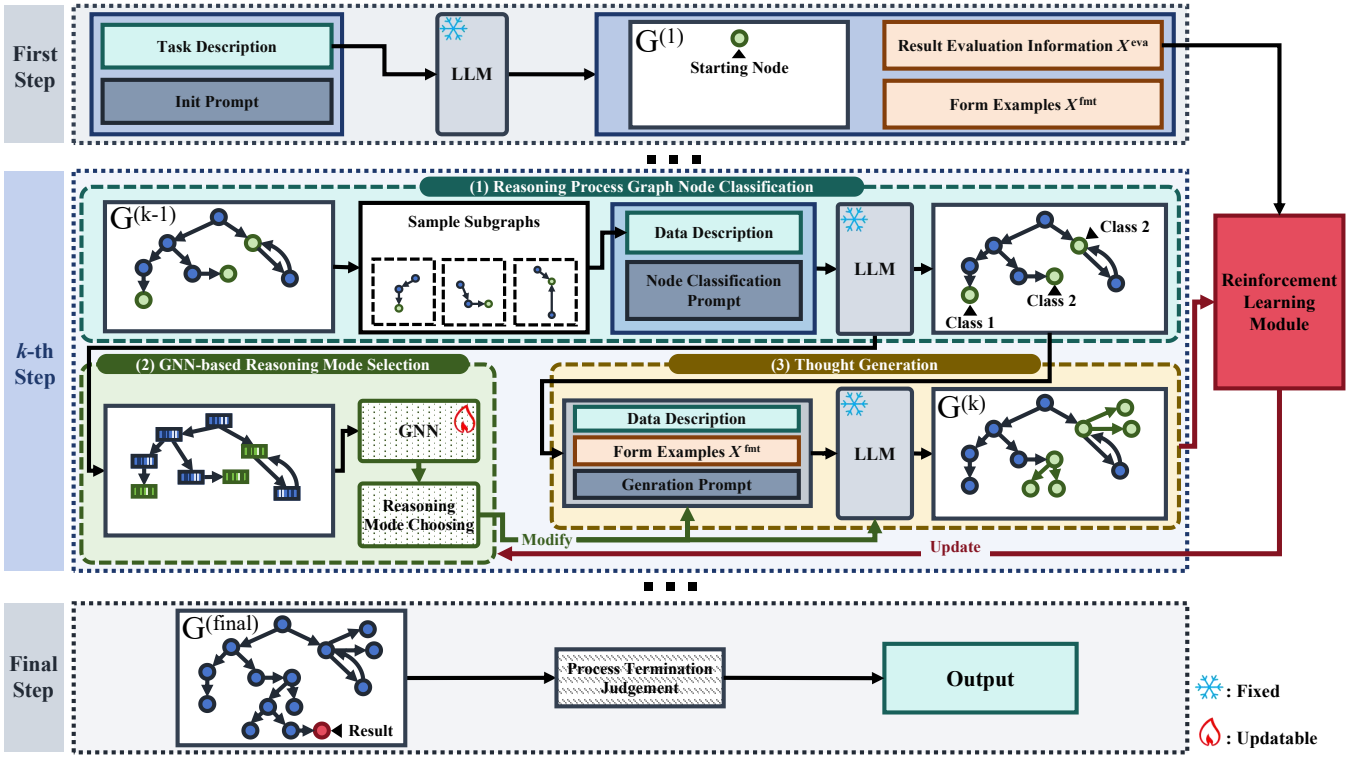 First
Step
Task Description
Init Prompt
LLM
G(1)
Starting Node
Result Evaluation Information Xeva
Form Examples Xfmt
k-th
Step
(1) Reasoning Process Graph Node Classification
G(k-1)
Sample Subgraphs
Data Description
Node Classification
Prompt
LLM
Class 2
Class 2
Class 1
Reinforcement
Learning
Module
(2) GNN-based Reasoning Mode Selection
GNN
Reasoning
Mode Choosing
Modify
(3) Thought Generation
Data Description
Form Examples X fmt
Genration Prompt
LLM
G(k)
Update
Final
Step
G(final)
Result
Process Termination
Judgement
Output
: Fixed
: Updatable